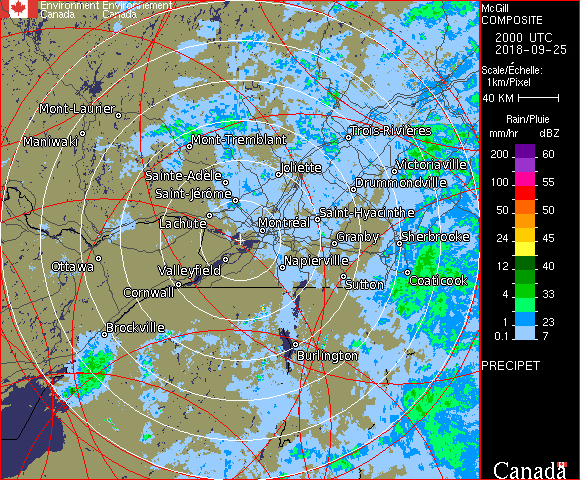 Environment Environnement
Canada Canada
McGill
COMPOSITE
2000 UTC
2018-09-25
Scale/Échelle:
1km/Pixel
40 KM
Rain/Pluie
mm/hr dBZ
200 60
100 55
50 50
24 45
12 40
4 33
1 23
0.1 7
PRECIPET
Canada
Mont-Laurier
Maniwaki
Mont-Tremblant
Trois-Rivières
Sainte-Adèle
Joliette
Victoriaville
Saint-Jérôme
Drummondville
Lachute
Montréal
Saint-Hyacinthe
Granby
Sherbrooke
Ottawa
Valleyfield
Napierville
Cornwall
Sutton
Coaticook
Brockville
Burlington